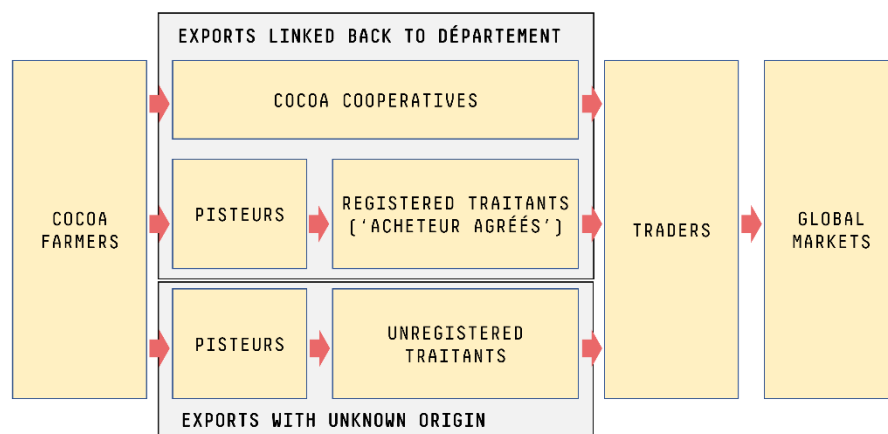 EXPORTS LINKED BACK TO DÉPARTEMENT
COCOA COOPERATIVES
COCOA
FARMERS
PISTEURS
REGISTERED TRAITANTS
('ACHETEUR AGRÉÉS')
TRADERS
GLOBAL
MARKETS
PISTEURS
UNREGISTERED
TRAITANTS
EXPORTS WITH UNKNOWN ORIGIN